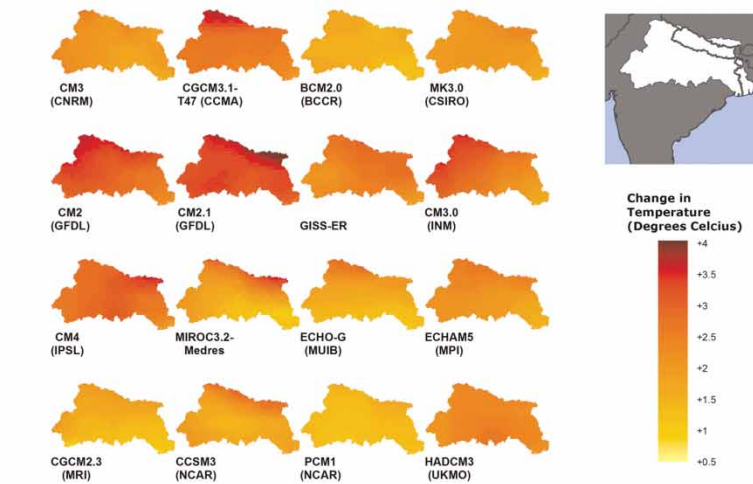 CM3
(CNRM)
CGCM3.1-
T47 (CCMA)
BCM2.0
(BCCR)
MK3.0
(CSIRO)
CM2
(GFDL)
CM2.1
(GFDL)
GISS-ER
CM3.0
(INM)
Change in
Temperature
(Degrees Celcius)
+4
+3.5
+3
+2.5
+2
+1.5
+1
+0.5
CM4
(IPSL)
MIROC3.2-
Medres
ECHO-G
(MUIB)
ECHAM5
(MPI)
CGCM2.3
(MRI)
CCSM3
(NCAR)
PCM1
(NCAR)
HADCM3
(UKMO)